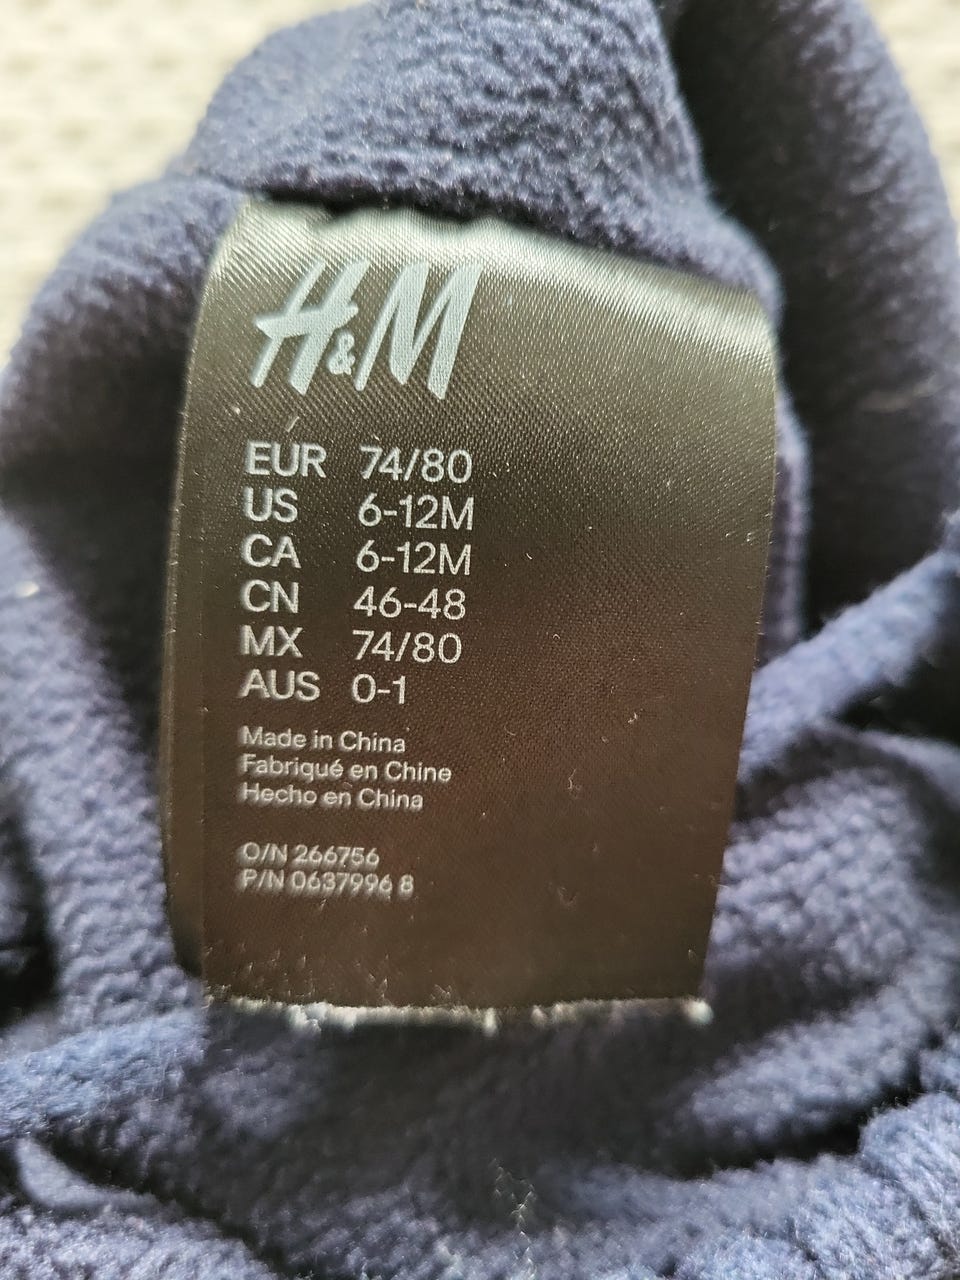 H&M
EUR 74/80
US 6-12M
CA 6-12M
CN 46-48
MX 74/80
AUS 0-1
Made in China
Fabriqué en Chine
Hecho en China
O/N 266756
P/N 0637996 8